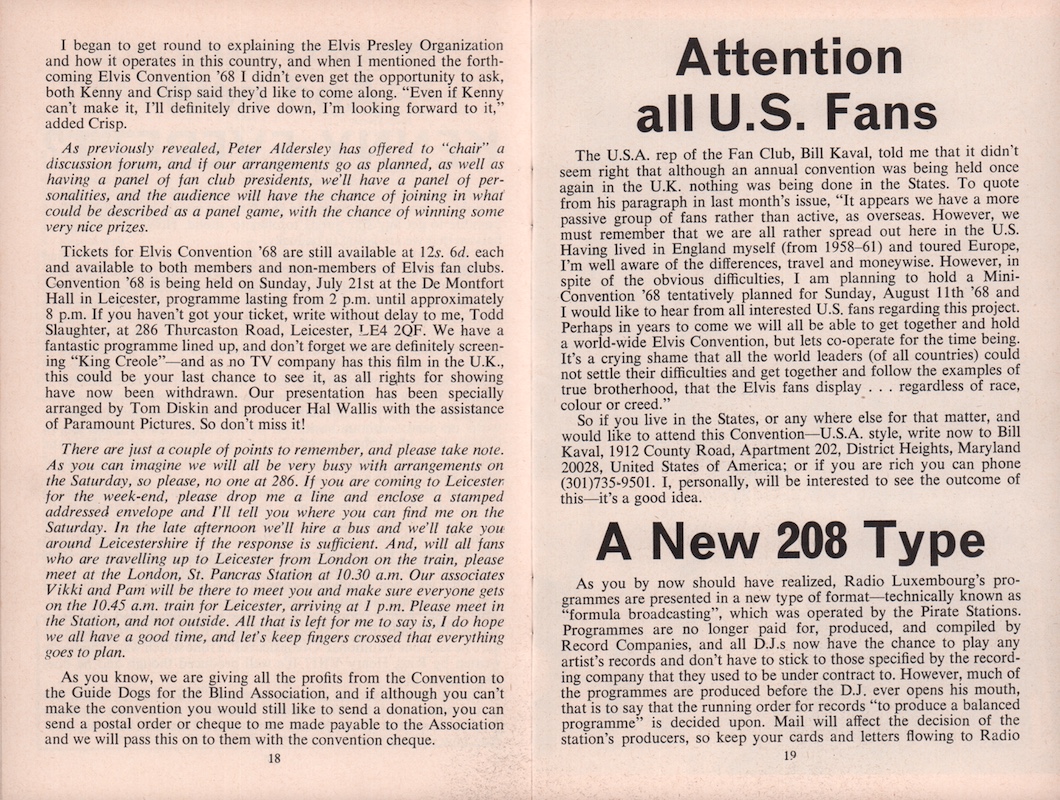 I began to get round to explaining the Elvis Presley Organization
and how it operates in this country, and when I mentioned the forth-
coming Elvis Convention '68 I didn't even get the opportunity to ask,
both Kenny and Crisp said they'd like to come along. “Even if Kenny
can't make it, I'll definitely drive down, I'm looking forward to it,”
added Crisp.
As previously revealed, Peter Aldersley has offered to “chair” a
discussion forum, and if our arrangements go as planned, as well as
having a panel of fan club presidents, we'll have a panel of per-
sonalities, and the audience will have the chance of joining in what
could be described as a panel game, with the chance of winning some
very nice prizes.
Tickets for Elvis Convention '68 are still available at 12s. 6d. each
and available to both members and non-members of Elvis fan clubs.
Convention '68 is being held on Sunday, July 21st at the De Montfort
Hall in Leicester, programme lasting from 2 p.m. until approximately
8 p.m. If you haven't got your ticket, write without delay to me, Todd
Slaughter, at 286 Thurcaston Road, Leicester, LE4 2QF. We have a
fantastic programme lined up, and don't forget we are definitely screen-
ing “King Creole”—and as no TV company has this film in the U.K.,
this could be your last chance to see it, as all rights for showing
have now been withdrawn. Our presentation has been specially
arranged by Tom Diskin and producer Hal Wallis with the assistance
of Paramount Pictures. So don't miss it!
There are just a couple of points to remember, and please take note.
As you can imagine we will all be very busy with arrangements on
the Saturday, so please, no one at 286. If you are coming to Leicester
for the week-end, please drop me a line and enclose a stamped
addressed envelope and I'll tell you where you can find me on the
Saturday. In the late afternoon we'll hire a bus and we'll take you
around Leicestershire if the response is sufficient. And, will all fans
who are travelling up to Leicester from London on the train, please
meet at the London, St. Pancras Station at 10.30 a.m. Our associates
Vikki and Pam will be there to meet you and make sure everyone gets
on the 10.45 a.m. train for Leicester, arriving at 1 p.m. Please meet in
the Station, and not outside. All that is left for me to say is, I do hope
we all have a good time, and let's keep fingers crossed that everything
goes to plan.
As you know, we are giving all the profits from the Convention to
the Guide Dogs for the Blind Association, and if although you can't
make the convention you would still like to send a donation, you can
send a postal order or cheque to me made payable to the Association
and we will pass this on to them with the convention cheque.
18
Attention
all U.S. Fans
The U.S.A. rep of the Fan Club, Bill Kaval, told me that it didn't
seem right that although an annual convention was being held once
again in the U.K. nothing was being done in the States. To quote
from his paragraph in last month's issue, “It appears we have a more
passive group of fans rather than active, as overseas. However, we
must remember that we are all rather spread out here in the U.S.
Having lived in England myself (from 1958–61) and toured Europe,
I'm well aware of the differences, travel and moneywise. However, in
spite of the obvious difficulties, I am planning to hold a Mini-
Convention '68 tentatively planned for Sunday, August 11th '68 and
I would like to hear from all interested U.S. fans regarding this project.
Perhaps in years to come we will all be able to get together and hold
a world-wide Elvis Convention, but lets co-operate for the time being.
It's a crying shame that all the world leaders (of all countries) could
not settle their difficulties and get together and follow the examples of
true brotherhood, that the Elvis fans display . . . regardless of race,
colour or creed.”
So if you live in the States, or any where else for that matter, and
would like to attend this Convention—U.S.A. style, write now to Bill
Kaval, 1912 County Road, Apartment 202, District Heights, Maryland
20028, United States of America; or if you are rich you can phone
(301)735-9501. I, personally, will be interested to see the outcome of
this—it's a good idea.
A New 208 Type
As you by now should have realized, Radio Luxembourg's pro-
grammes are presented in a new type of format—technically known as
“formula broadcasting”, which was operated by the Pirate Stations.
Programmes are no longer paid for, produced, and compiled by
Record Companies, and all D.J.s now have the chance to play any
artist's records and don't have to stick to those specified by the record-
ing company that they used to be under contract to. However, much of
the programmes are produced before the D.J. ever opens his mouth,
that is to say that the running order for records “to produce a balanced
programme” is decided upon. Mail will affect the decision of the
station's producers, so keep your cards and letters flowing to Radio
19